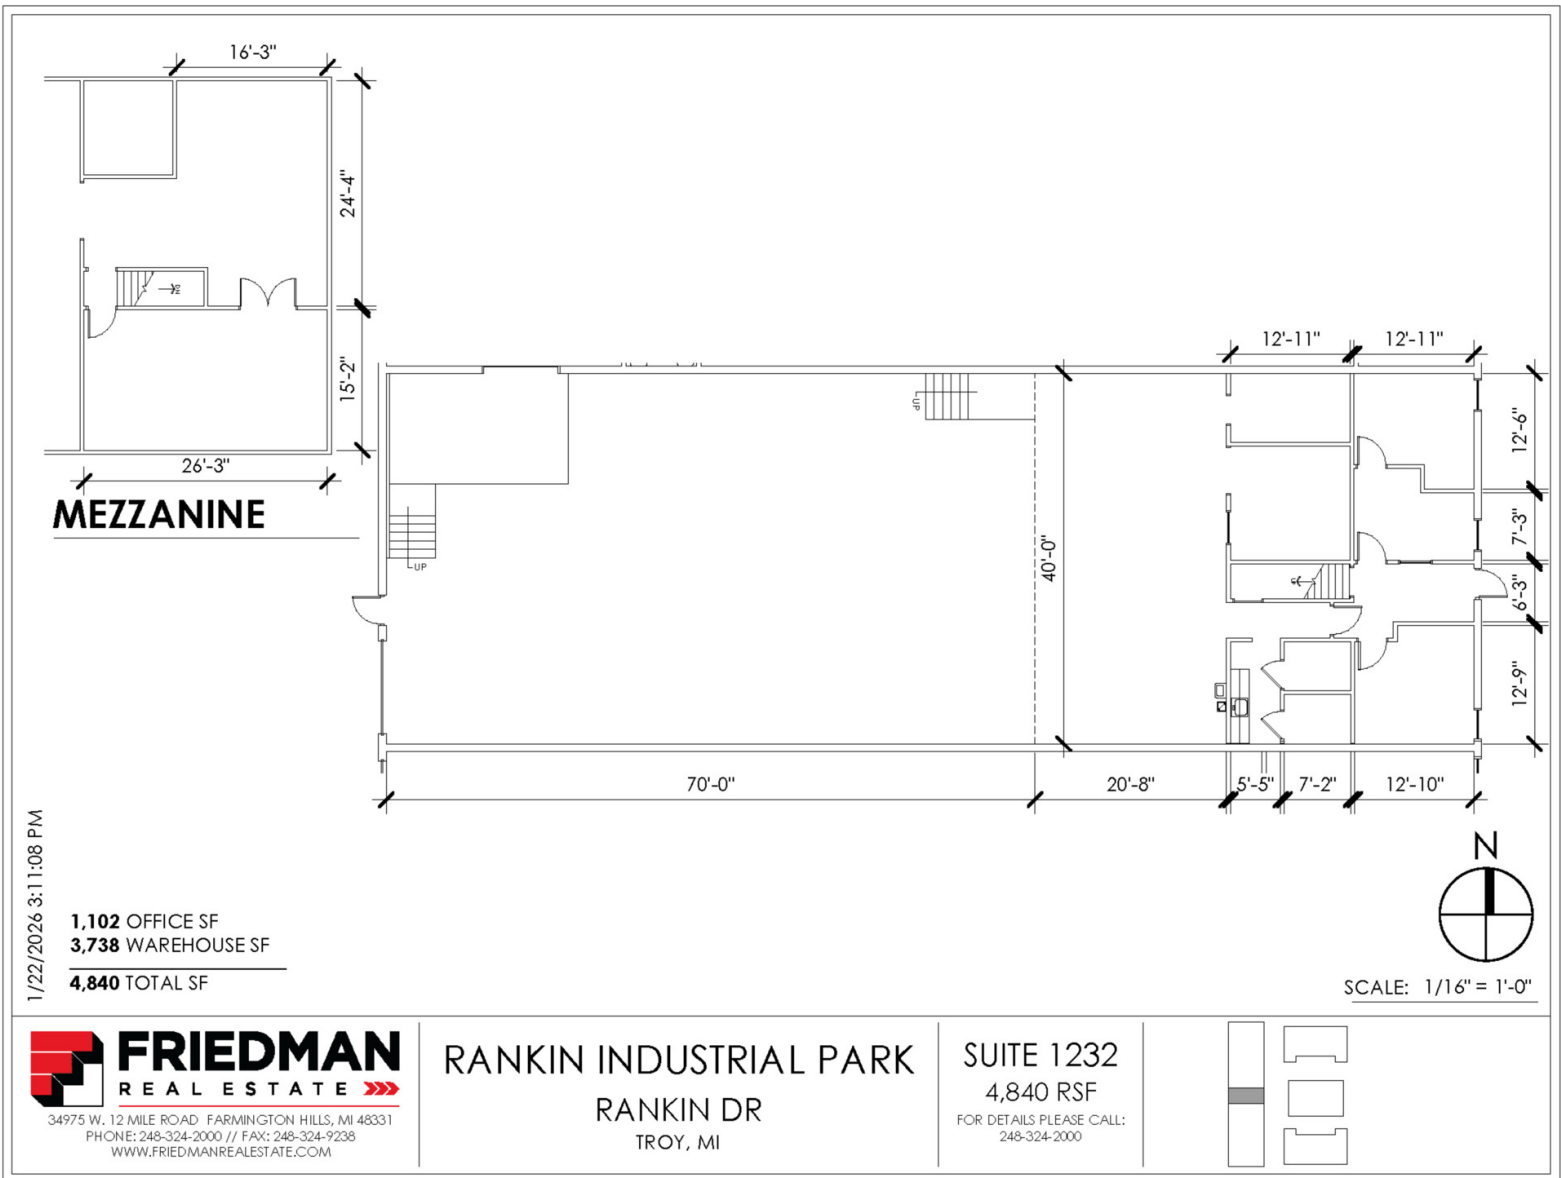 16'-3"
24'-4"
15'-2"
26'-3"
MEZZANINE
12'-11" 12'-11"
UP
12'-6"
7'-3"
40'-0"
UP
6'-3"
12'-9"
70'-0" 20'-8" 5'-5" 7'-2" 12'-10"
N
1/22/2026 3:11:08 PM
1,102 OFFICE SF
3,738 WAREHOUSE SF
4,840 TOTAL SF
SCALE: 1/16" = 1'-0"
FRIEDMAN
REAL ESTATE
34975 W. 12 MILE ROAD FARMINGTON HILLS, MI 48331
PHONE: 248-324-2000 // FAX: 248-324-9238
WWW.FRIEDMANREALESTATE.COM
RANKIN INDUSTRIAL PARK
RANKIN DR
TROY, MI
SUITE 1232
4,840 RSF
FOR DETAILS PLEASE CALL:
248-324-2000